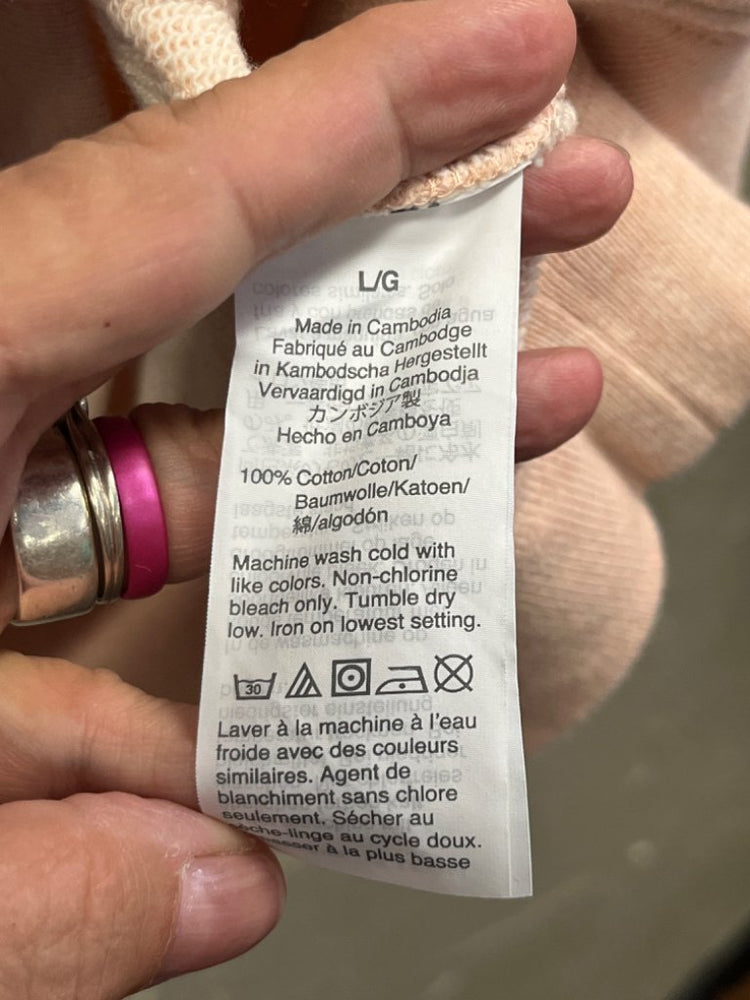 L/G
Made in Cambodia
Fabriqué au Cambodge
in Kambodscha Hergestellt
Vervaardigd in Cambodja
カンボジア製
Hecho en Camboya
100% Cotton/Coton/
Baumwolle/Katoen/
綿/algodón
Machine wash cold with
like colors. Non-chlorine
bleach only. Tumble dry
low. Iron on lowest setting.
30
Laver à la machine à l'eau
froide avec des couleurs
similaires. Agent de
blanchiment sans chlore
seulement. Sécher au
au cycle doux.
à la plus basse